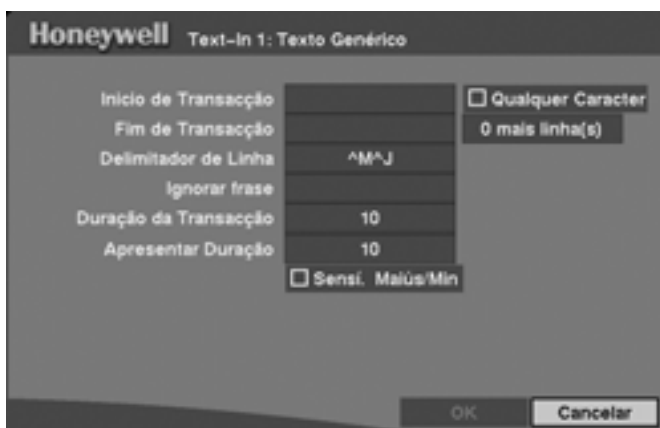 Honeywell Text-In 1: Texto Genérico
Inicio de Transacção Qualquer Caracter
Fim de Transacção 0 mais linha(s)
Delimitador de Linha ^M^J
Ignorar frase
Duração da Transacção 10
Apresentar Duração 10
Sensí. Maiús/Min
OK Cancelar